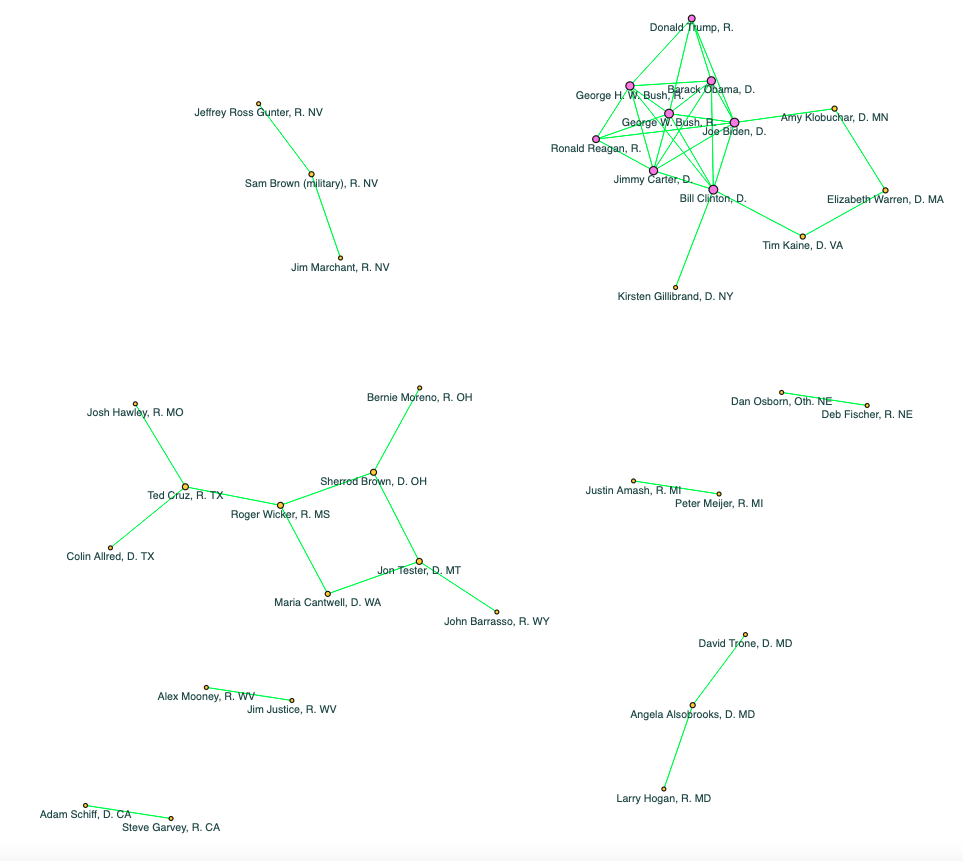 Donald Trump, R.
George H. W. Bush, R.
Barack Obama, D.
Jeffrey Ross Gunter, R. NV
Amy Klobuchar, D. MN
George W. Bush, R.
Joe Biden, D.
Ronald Reagan, R.
Jimmy Carter, D.
Sam Brown (military), R. NV
Bill Clinton, D.
Elizabeth Warren, D. MA
Tim Kaine, D. VA
Jim Marchant, R. NV
Kirsten Gillibrand, D. NY
Bernie Moreno, R. OH
Dan Osborn, Oth. NE
Josh Hawley, R. MO
Deb Fischer, R. NE
Sherrod Brown, D. OH
Justin Amash, R. MI
Ted Cruz, R. TX
Peter Meijer, R. MI
Roger Wicker, R. MS
Colin Allred, D. TX
Jon Tester, D. MT
Maria Cantwell, D. WA
John Barrasso, R. WY
David Trone, D. MD
Alex Mooney, R. WV
Jim Justice, R. WV
Angela Alsobrooks, D. MD
Larry Hogan, R. MD
Adam Schiff, D. CA
Steve Garvey, R. CA